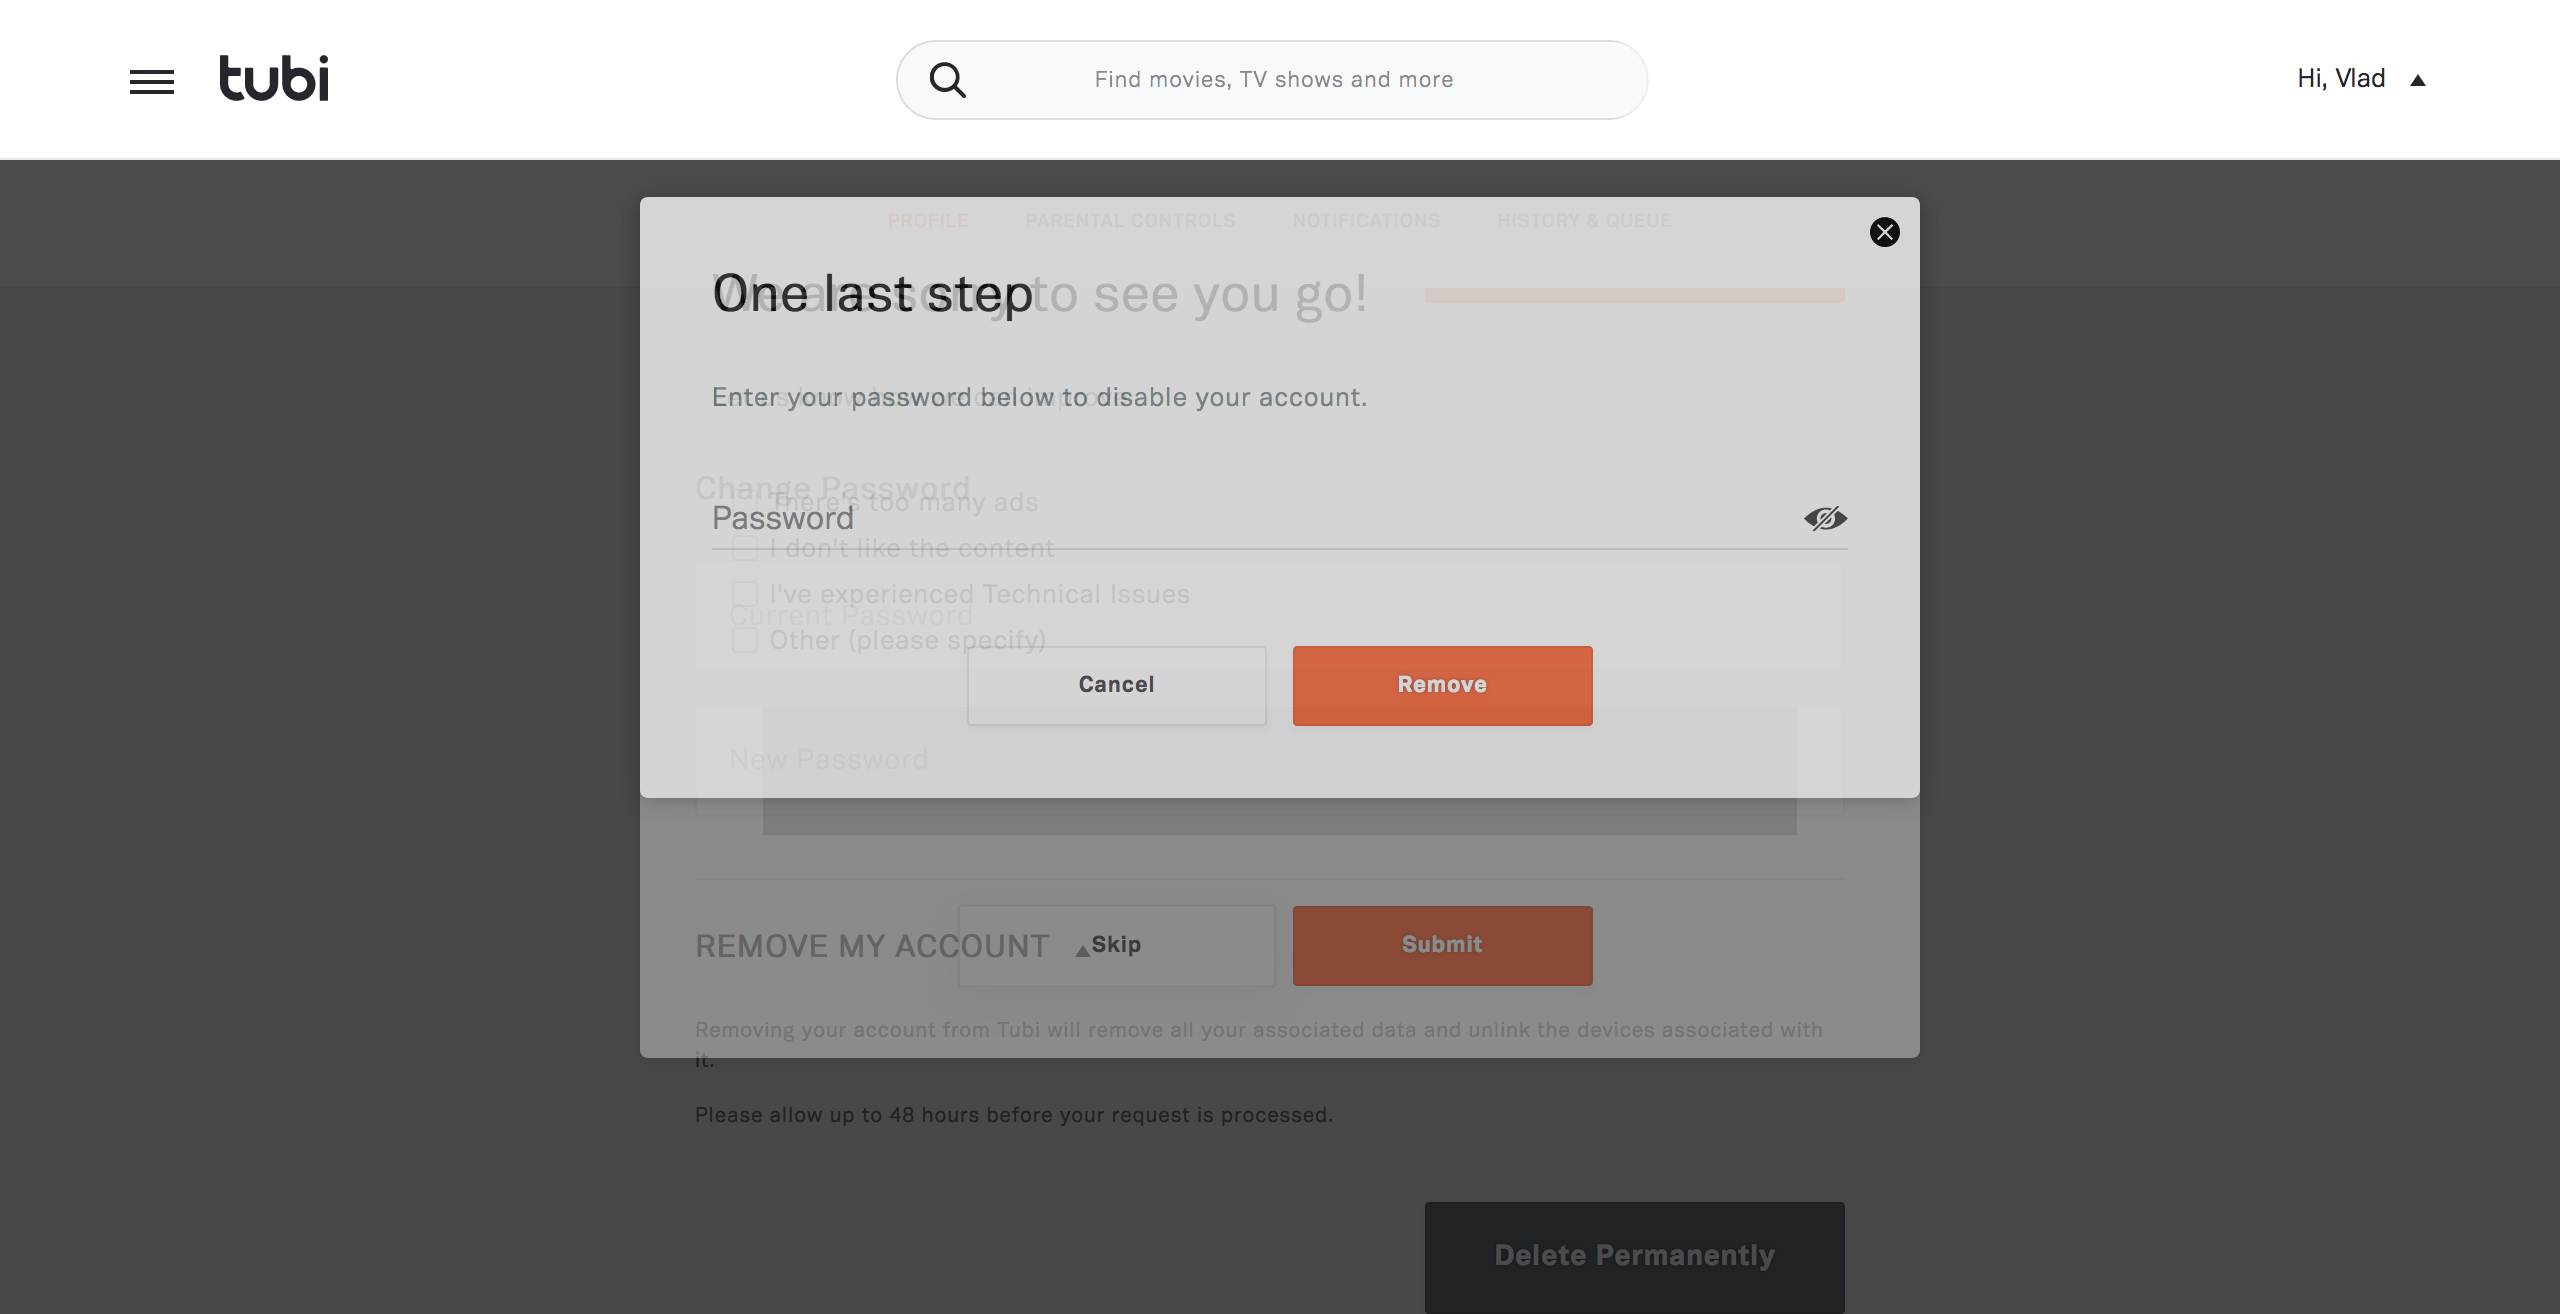 tubi
Find movies, TV shows and more
Hi, Vlad
PROFILE
PARENTAL CONTROLS
NOTIFICATIONS
HISTORY & QUEUE
One last step
We are sorry to see you go!
Enter your password below to disable your account.
Change Password
There's too many ads
Password
I don't like the content
I've experienced Technical Issues
Current Password
Other (please specify)
Cancel
Remove
New Password
REMOVE MY ACCOUNT
Skip
Submit
Removing your account from Tubi will remove all your associated data and unlink the devices associated with
it.
Please allow up to 48 hours before your request is processed.
Delete Permanently